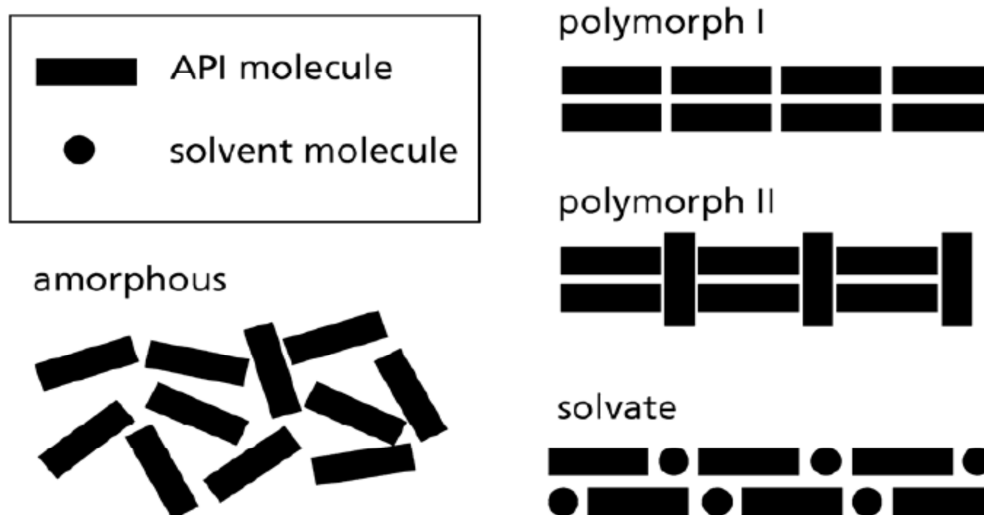 API molecule
solvent molecule
amorphous
polymorph I
polymorph II
solvate